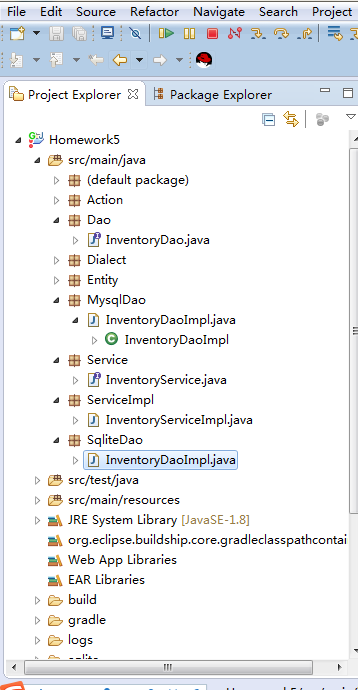 File Edit Source Refactor Navigate Search Project
Project Explorer Package Explorer
Homework5
src/main/java
(default package)
Action
Dao
InventoryDao.java
Dialect
Entity
MysqlDao
InventoryDaoImpl.java
InventoryDaoImpl
Service
InventoryService.java
ServiceImpl
InventoryServiceImpl.java
SqliteDao
InventoryDaoImpl.java
src/test/java
src/main/resources
JRE System Library [JavaSE-1.8]
org.eclipse.buildship.core.gradleclasspathcontai
Web App Libraries
EAR Libraries
build
gradle
logs